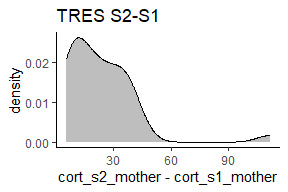 TRES S2-S1
density
0.02
0.01
0.00
30 60 90
cort_s2_mother - cort_s1_mother